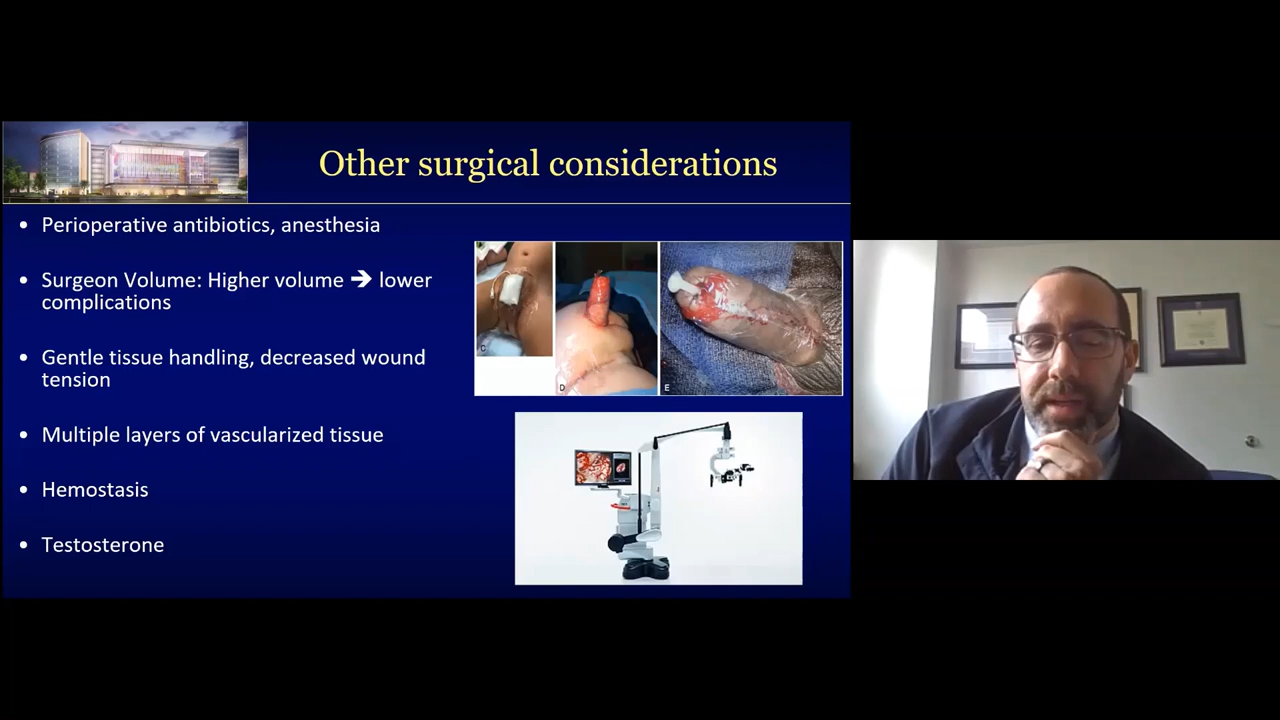 Other surgical considerations
• Perioperative antibiotics, anesthesia
• Surgeon Volume: Higher volume ➔ lower
complications
• Gentle tissue handling, decreased wound
tension
• Multiple layers of vascularized tissue
• Hemostasis
• Testosterone
C
D
E